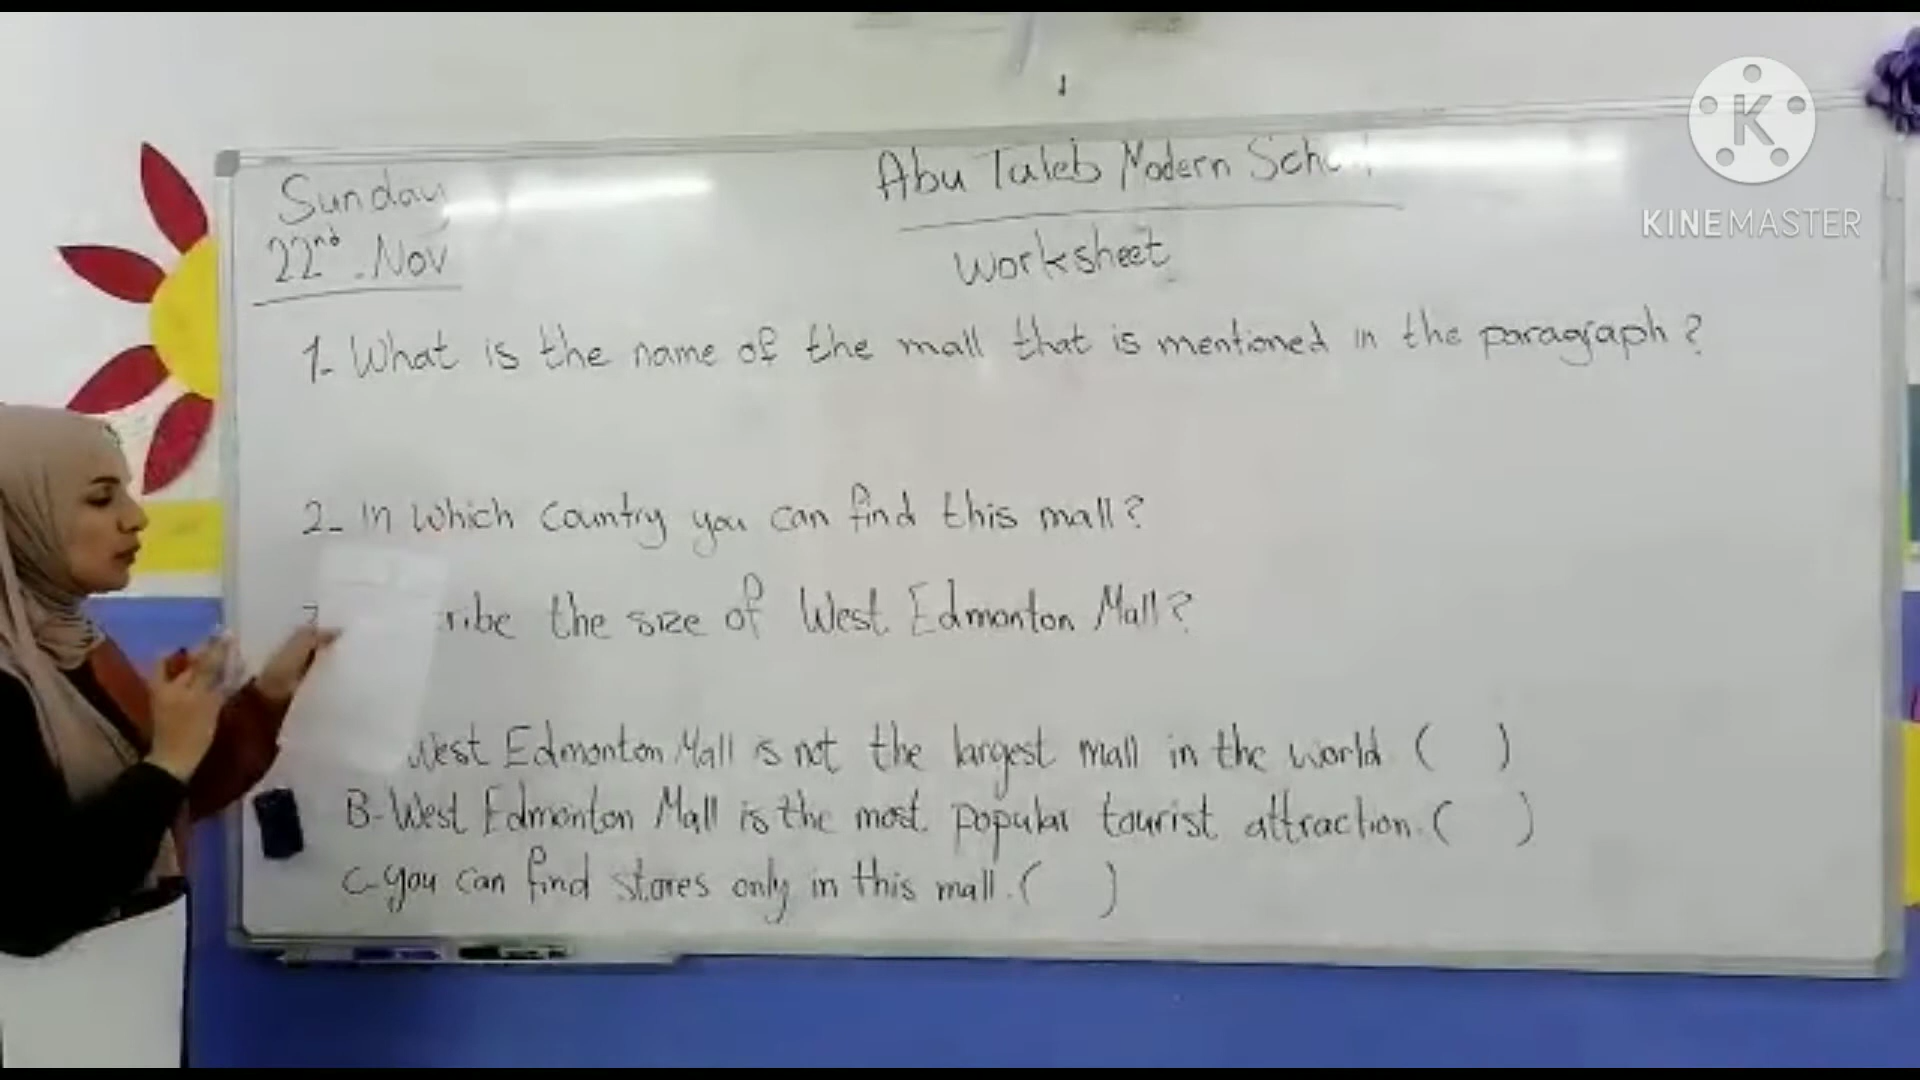 Sunday
22nd. Nov
Abu Taleb Modern School
Worksheet
K
KINEMASTER
1- What is the name of the mall that is mentioned in the paragraph?
2- In which country you can find this mall?
ribe the size of West Edmonton Mall?
West Edmonton Mall is not the largest mall in the world ( )
B- West Edmonton Mall is the most popular tourist attraction. ( )
C- you can find stores only in this mall. ( )